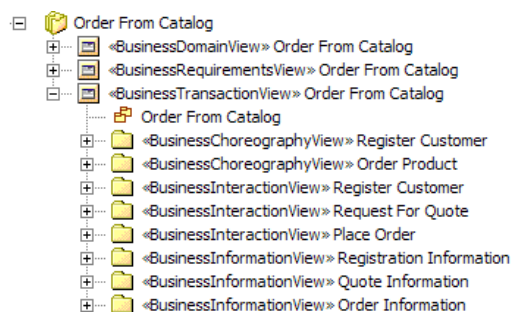 Order From Catalog
«BusinessDomainView» Order From Catalog
«BusinessRequirementsView» Order From Catalog
«BusinessTransactionView» Order From Catalog
Order From Catalog
«BusinessChoreographyView» Register Customer
«BusinessChoreographyView» Order Product
«BusinessInteractionView» Register Customer
«BusinessInteractionView» Request For Quote
«BusinessInteractionView» Place Order
«BusinessInformationView» Registration Information
«BusinessInformationView» Quote Information
«BusinessInformationView» Order Information